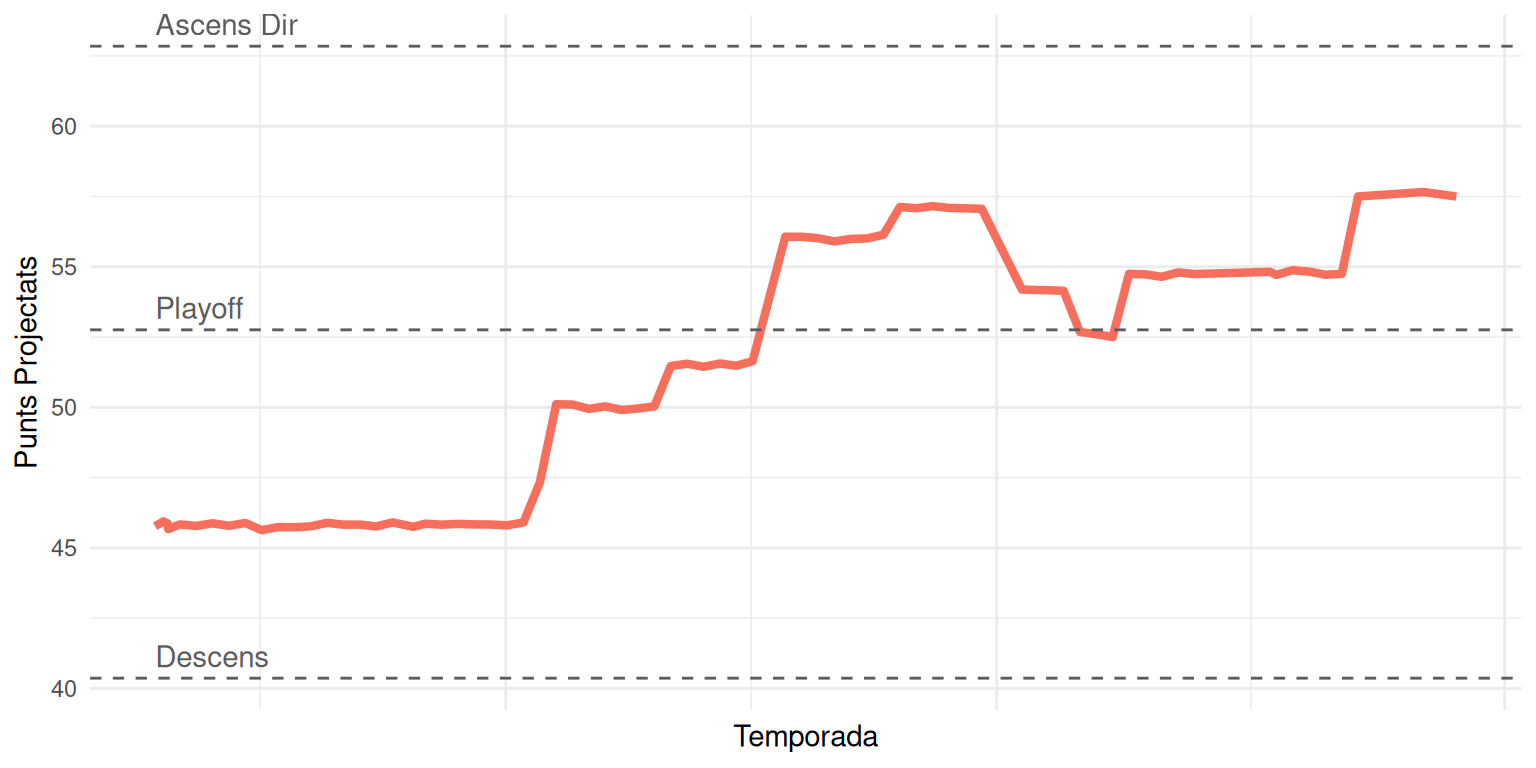 Ascens Dir
60
55
Playoff
50
45
Descens
40
Punts Projectats
Temporada